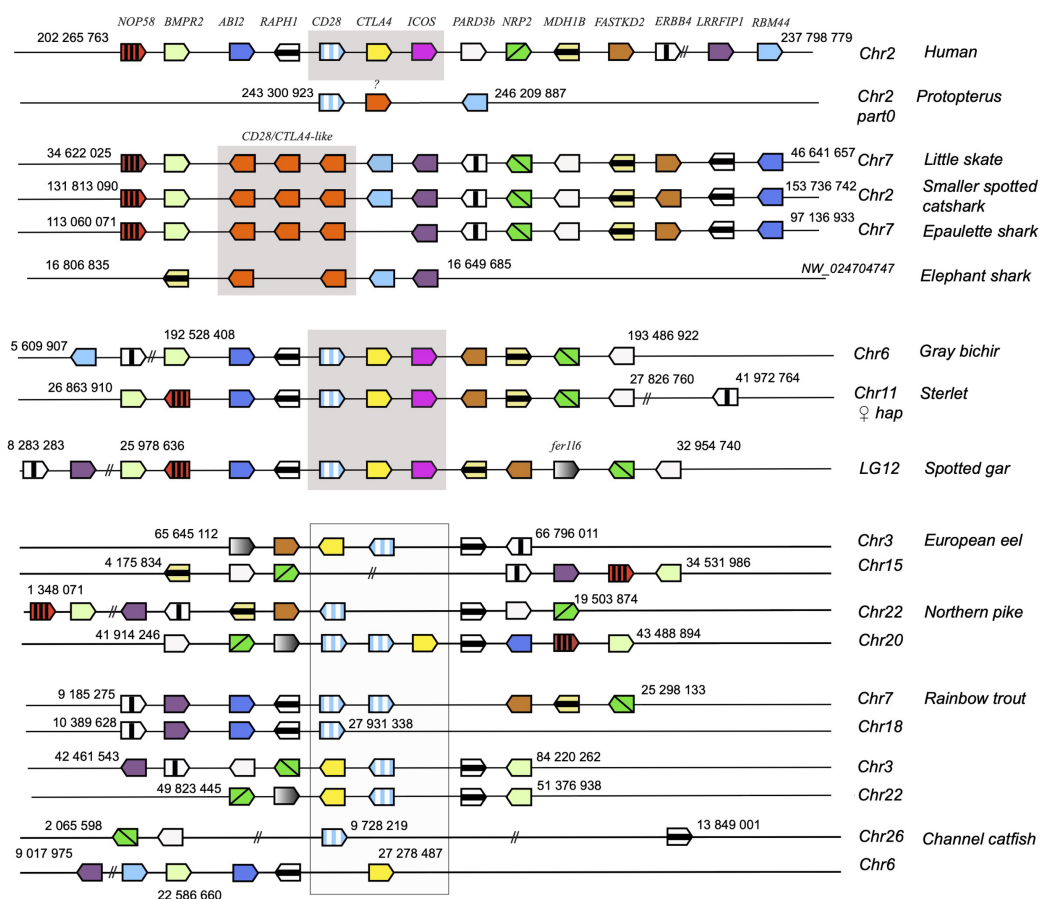 NOP58 BMPR2 ABI2 RAPH1 CD28 CTLA4 ICOS PARD3b NRP2 MDH1B FASTKD2 ERBB4 LRRFIP1 RBM44
202 265 763 // 237 798 779 Chr2 Human
?
243 300 923 246 209 887 Chr2 Protopterus
part0
CD28/CTLA4-like
34 622 025 46 641 657 Chr7 Little skate
131 813 090 153 736 742 Chr2 Smaller spotted
catshark
113 060 071 97 136 933 Chr7 Epaulette shark
16 806 835 16 649 685 NW_024704747 Elephant shark
5 609 907 // 192 528 408 193 486 922 Chr6 Gray bichir
26 863 910 27 826 760 // 41 972 764 Chr11 Sterlet
♀ hap
8 283 283 // 25 978 636 fer1l6 32 954 740 LG12 Spotted gar
65 645 112 66 796 011 Chr3 European eel
4 175 834 // 34 531 986 Chr15
1 348 071 // 19 503 874 Chr22 Northern pike
41 914 246 43 488 894 Chr20
9 185 275 25 298 133 Chr7 Rainbow trout
10 389 628 27 931 338 Chr18
42 461 543 84 220 262 Chr3
49 823 445 51 376 938 Chr22
2 065 598 // 9 728 219 // 13 849 001 Chr26 Channel catfish
9 017 975 // 27 278 487 Chr6
22 586 660